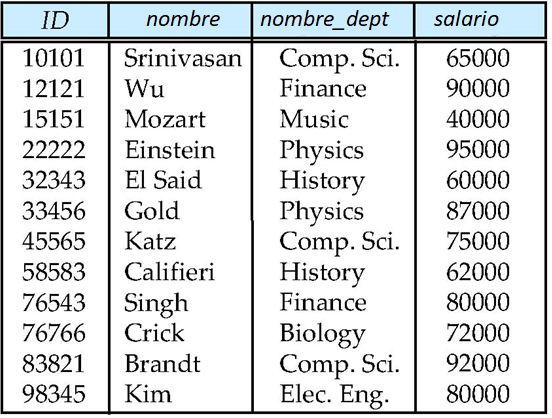 ID nombre nombre_dept salario
10101 Srinivasan Comp. Sci. 65000
12121 Wu Finance 90000
15151 Mozart Music 40000
22222 Einstein Physics 95000
32343 El Said History 60000
33456 Gold Physics 87000
45565 Katz Comp. Sci. 75000
58583 Califieri History 62000
76543 Singh Finance 80000
76766 Crick Biology 72000
83821 Brandt Comp. Sci. 92000
98345 Kim Elec. Eng. 80000